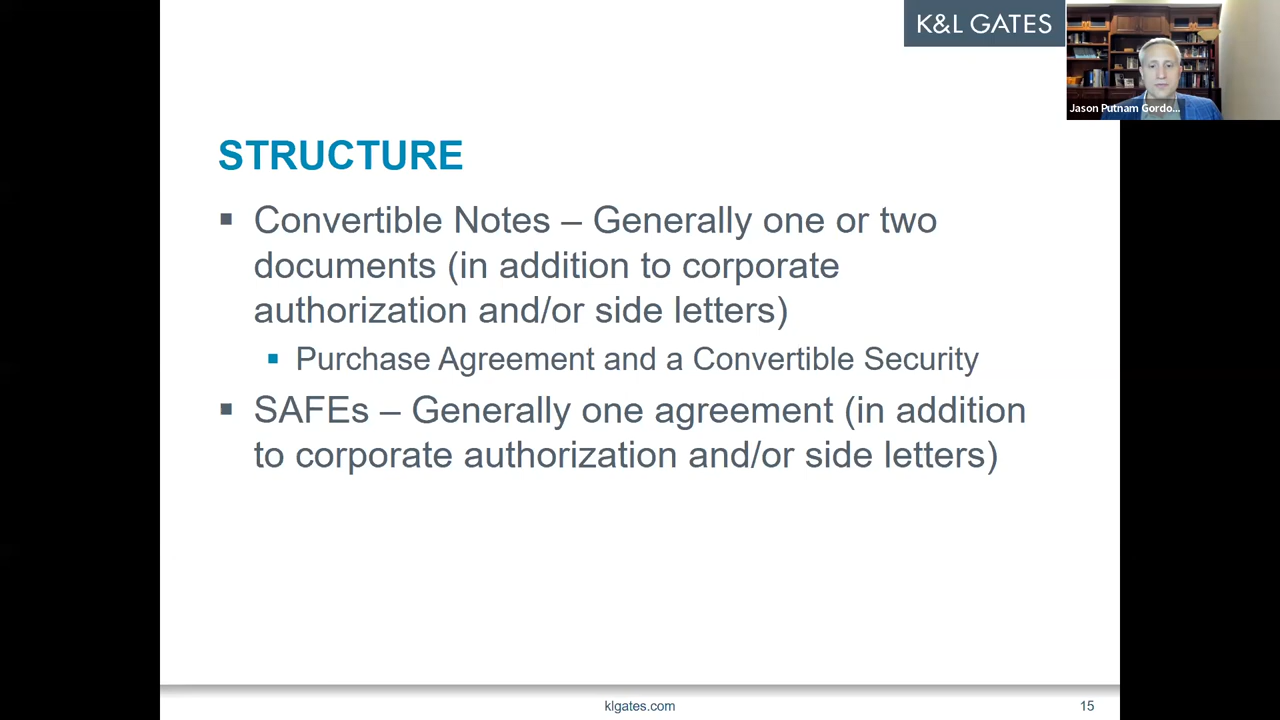 K&L GATES
Jason Putnam Gordo...
STRUCTURE
Convertible Notes – Generally one or two
documents (in addition to corporate
authorization and/or side letters)
Purchase Agreement and a Convertible Security
SAFEs – Generally one agreement (in addition
to corporate authorization and/or side letters)
klgates.com
15